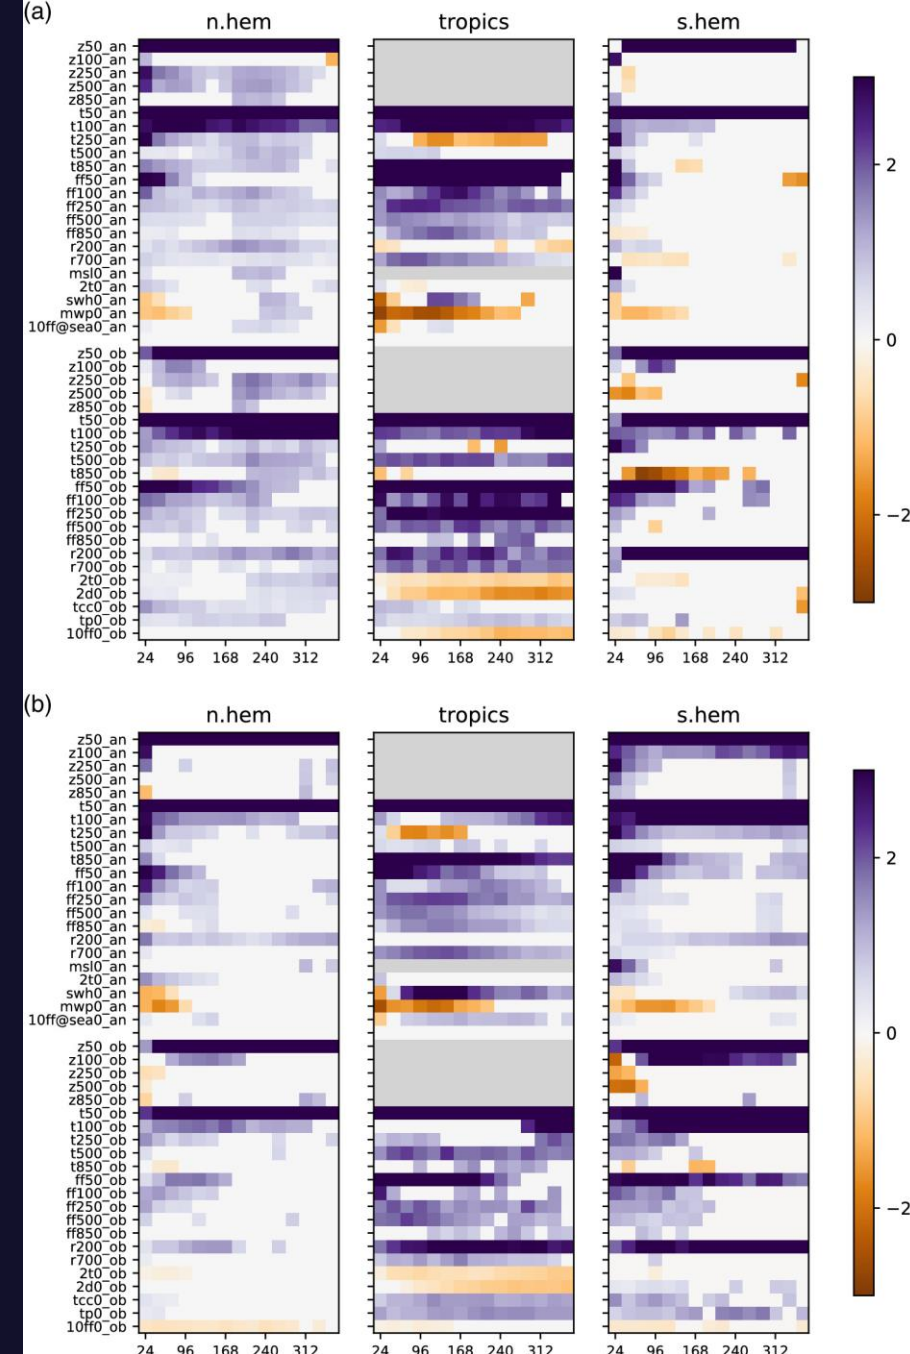 (a)
n.hem tropics s.hem
z50_an
z100_an
z250_an
z500_an
z850_an
t50_an
t100_an
t250_an
t500_an
t850_an
ff50_an
ff100_an
ff250_an
ff500_an
ff850_an
r200_an
r700_an
msl0_an
2t0_an
swh0_an
mwp0_an
10ff@sea0_an
z50_ob
z100_ob
z250_ob
z500_ob
z850_ob
t50_ob
t100_ob
t250_ob
t500_ob
t850_ob
ff50_ob
ff100_ob
ff250_ob
ff500_ob
ff850_ob
r200_ob
r700_ob
2t0_ob
2d0_ob
tcc0_ob
tp0_ob
10ff0_ob
24 96 168 240 312 24 96 168 240 312 24 96 168 240 312
2
0
−2
(b)
n.hem tropics s.hem
z50_an
z100_an
z250_an
z500_an
z850_an
t50_an
t100_an
t250_an
t500_an
t850_an
ff50_an
ff100_an
ff250_an
ff500_an
ff850_an
r200_an
r700_an
msl0_an
2t0_an
swh0_an
mwp0_an
10ff@sea0_an
z50_ob
z100_ob
z250_ob
z500_ob
z850_ob
t50_ob
t100_ob
t250_ob
t500_ob
t850_ob
ff50_ob
ff100_ob
ff250_ob
ff500_ob
ff850_ob
r200_ob
r700_ob
2t0_ob
2d0_ob
tcc0_ob
tp0_ob
10ff0_ob
24 96 168 240 312 24 96 168 240 312 24 96 168 240 312
2
0
−2